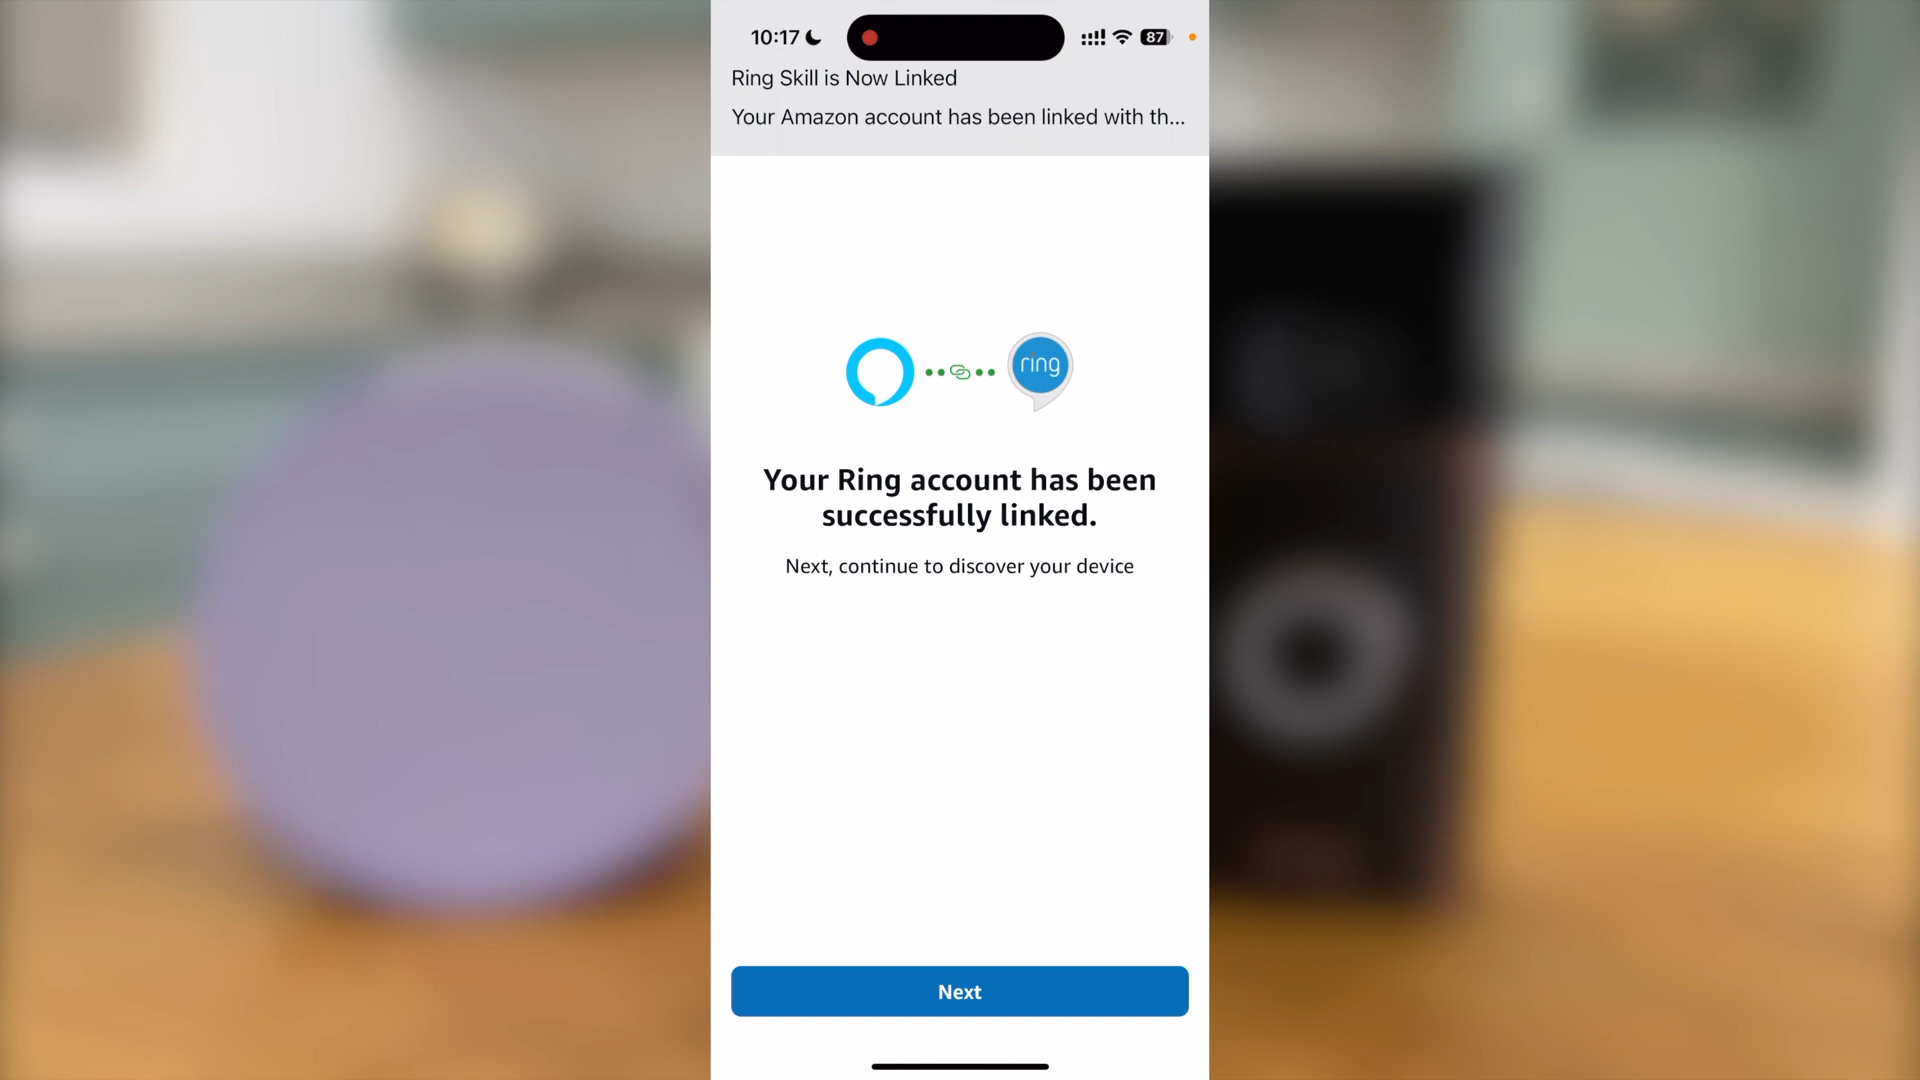 10:17
87
Ring Skill is Now Linked
Your Amazon account has been linked with th...
ring
Your Ring account has been
successfully linked.
Next, continue to discover your device
Next